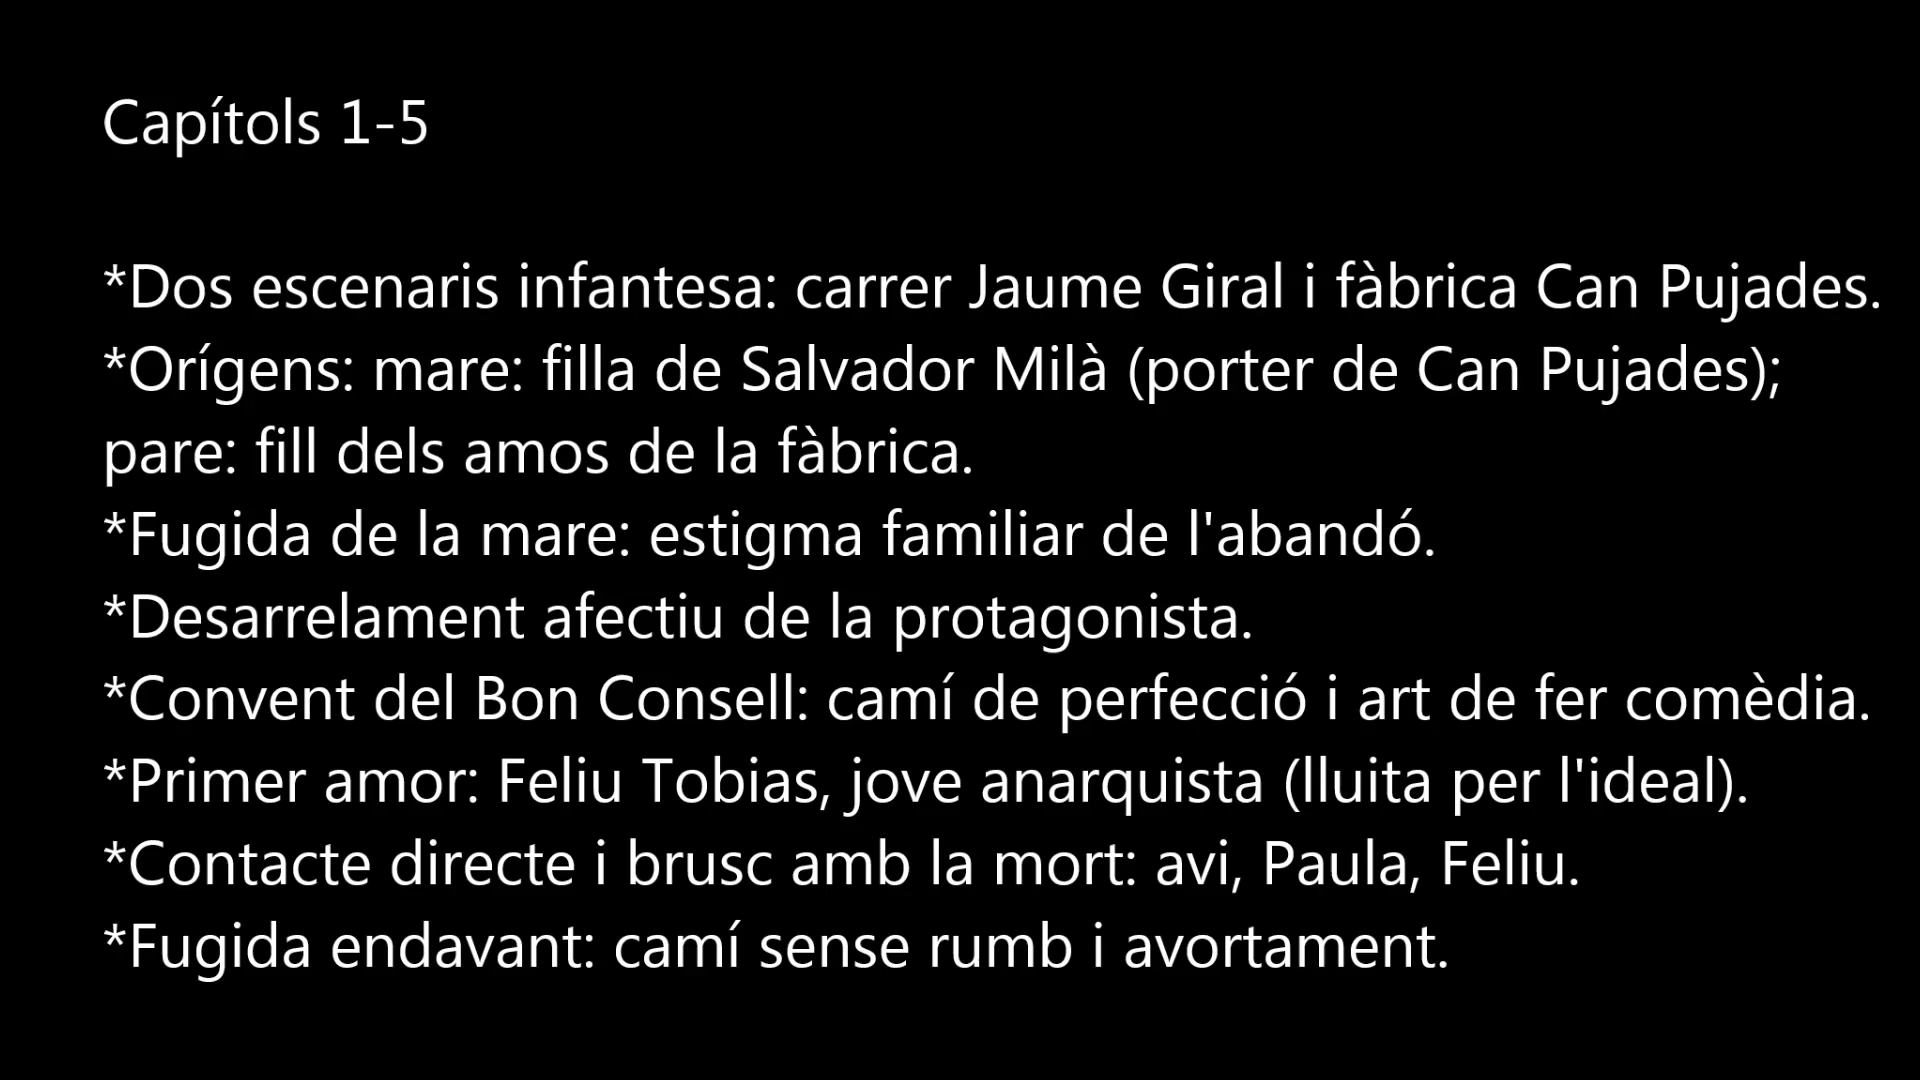 Capítols 1-5
*Dos escenaris infantesa: carrer Jaume Giral i fàbrica Can Pujades.
*Orígens: mare: filla de Salvador Milà (porter de Can Pujades);
pare: fill dels amos de la fàbrica.
*Fugida de la mare: estigma familiar de l'abandó.
*Desarrelament afectiu de la protagonista.
*Convent del Bon Consell: camí de perfecció i art de fer comèdia.
*Primer amor: Feliu Tobias, jove anarquista (lluita per l'ideal).
*Contacte directe i brusc amb la mort: avi, Paula, Feliu.
*Fugida endavant: camí sense rumb i avortament.